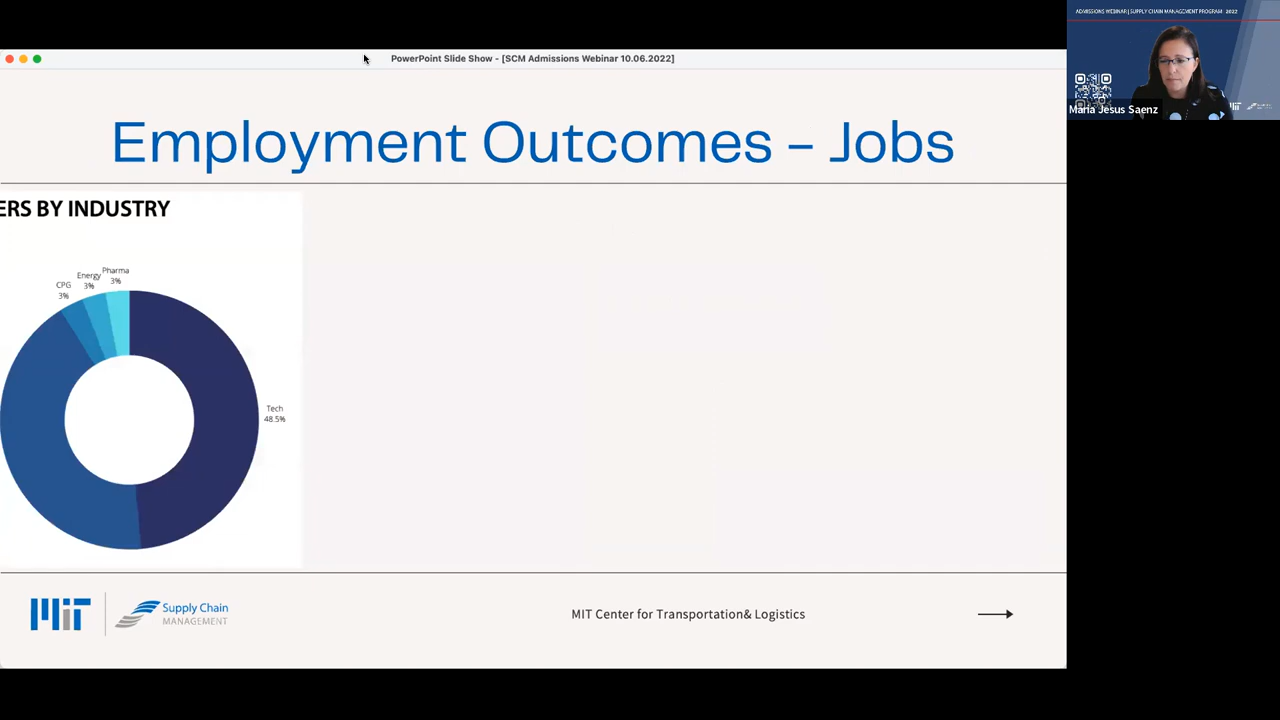 PowerPoint Slide Show - [SCM Admissions Webinar 10.06.2022]
ADMISSIONS WEBINAR | SUPPLY CHAIN MANAGEMENT PROGRAM 2022
Maria Jesus Saenz
MIT
Employment Outcomes – Jobs
ERS BY INDUSTRY
CPG
3%
Energy
3%
Pharma
3%
Tech
48.5%
MIT
Supply Chain
MANAGEMENT
MIT Center for Transportation& Logistics